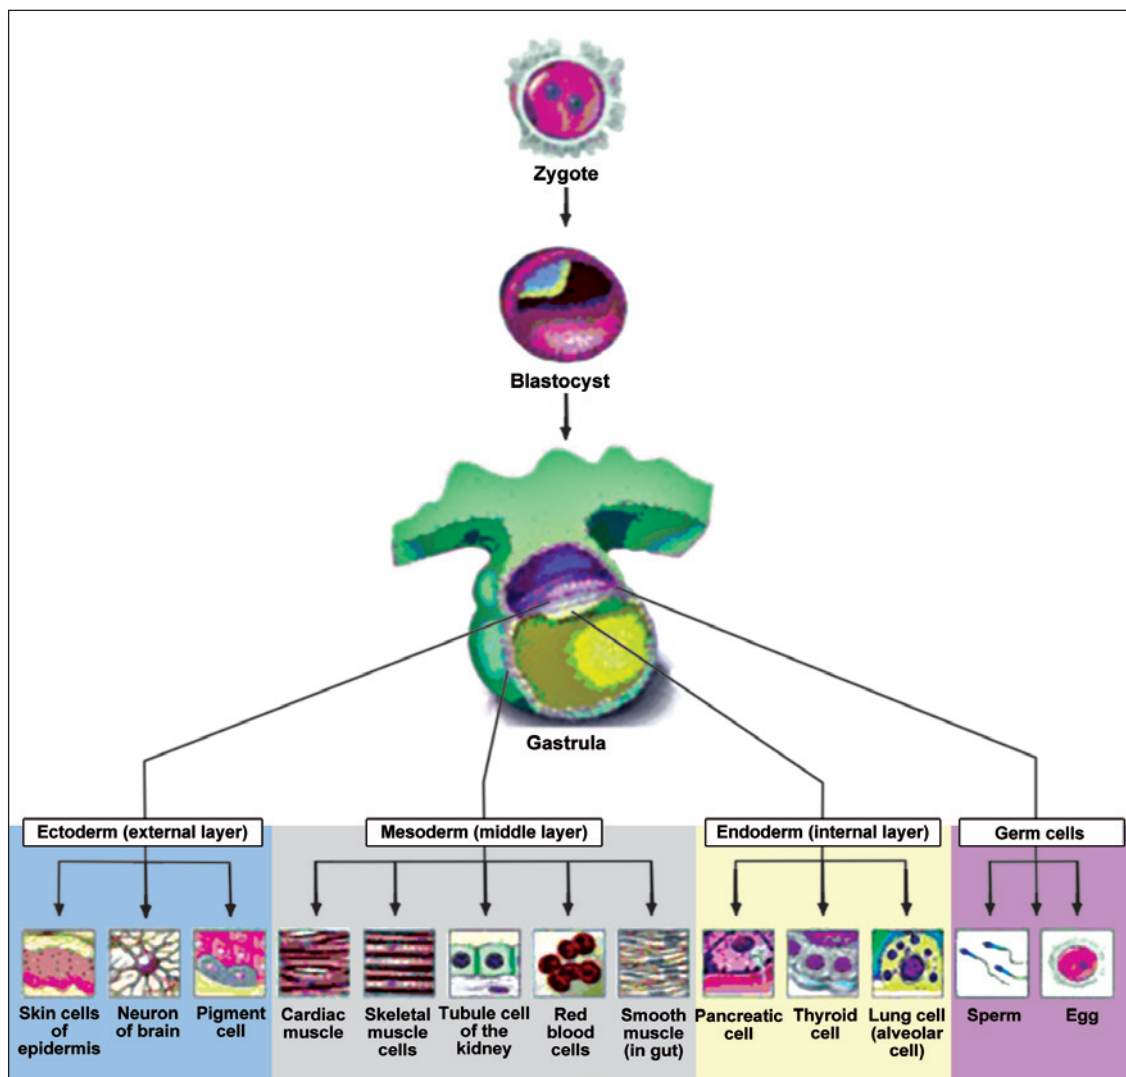 Zygote
Blastocyst
Gastrula
Ectoderm (external layer)
Mesoderm (middle layer)
Endoderm (internal layer)
Germ cells
Skin cells
of
epidermis
Neuron
of brain
Pigment
cell
Cardiac
muscle
Skeletal
muscle
cells
Tubule cell
of the
kidney
Red
blood
cells
Smooth
muscle
(in gut)
Pancreatic
cell
Thyroid
cell
Lung cell
(alveolar
cell)
Sperm
Egg